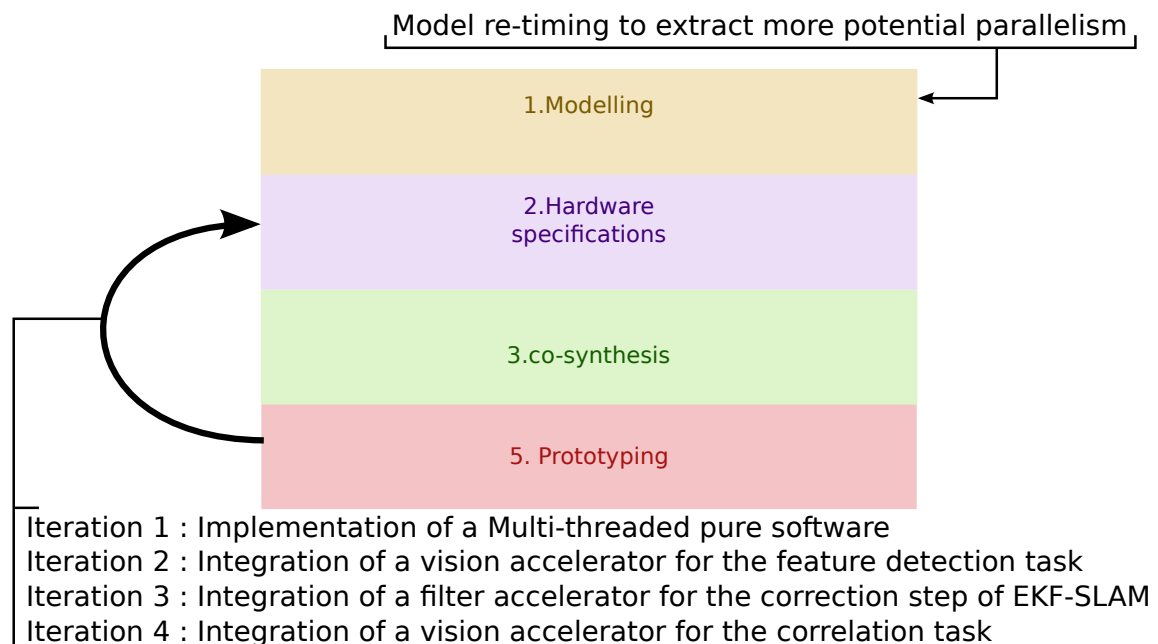 Model re-timing to extract more potential parallelism
1.Modelling
2.Hardware
specifications
3.co-synthesis
5. Prototyping
Iteration 1 : Implementation of a Multi-threaded pure software
Iteration 2 : Integration of a vision accelerator for the feature detection task
Iteration 3 : Integration of a filter accelerator for the correction step of EKF-SLAM
Iteration 4 : Integration of a vision accelerator for the correlation task